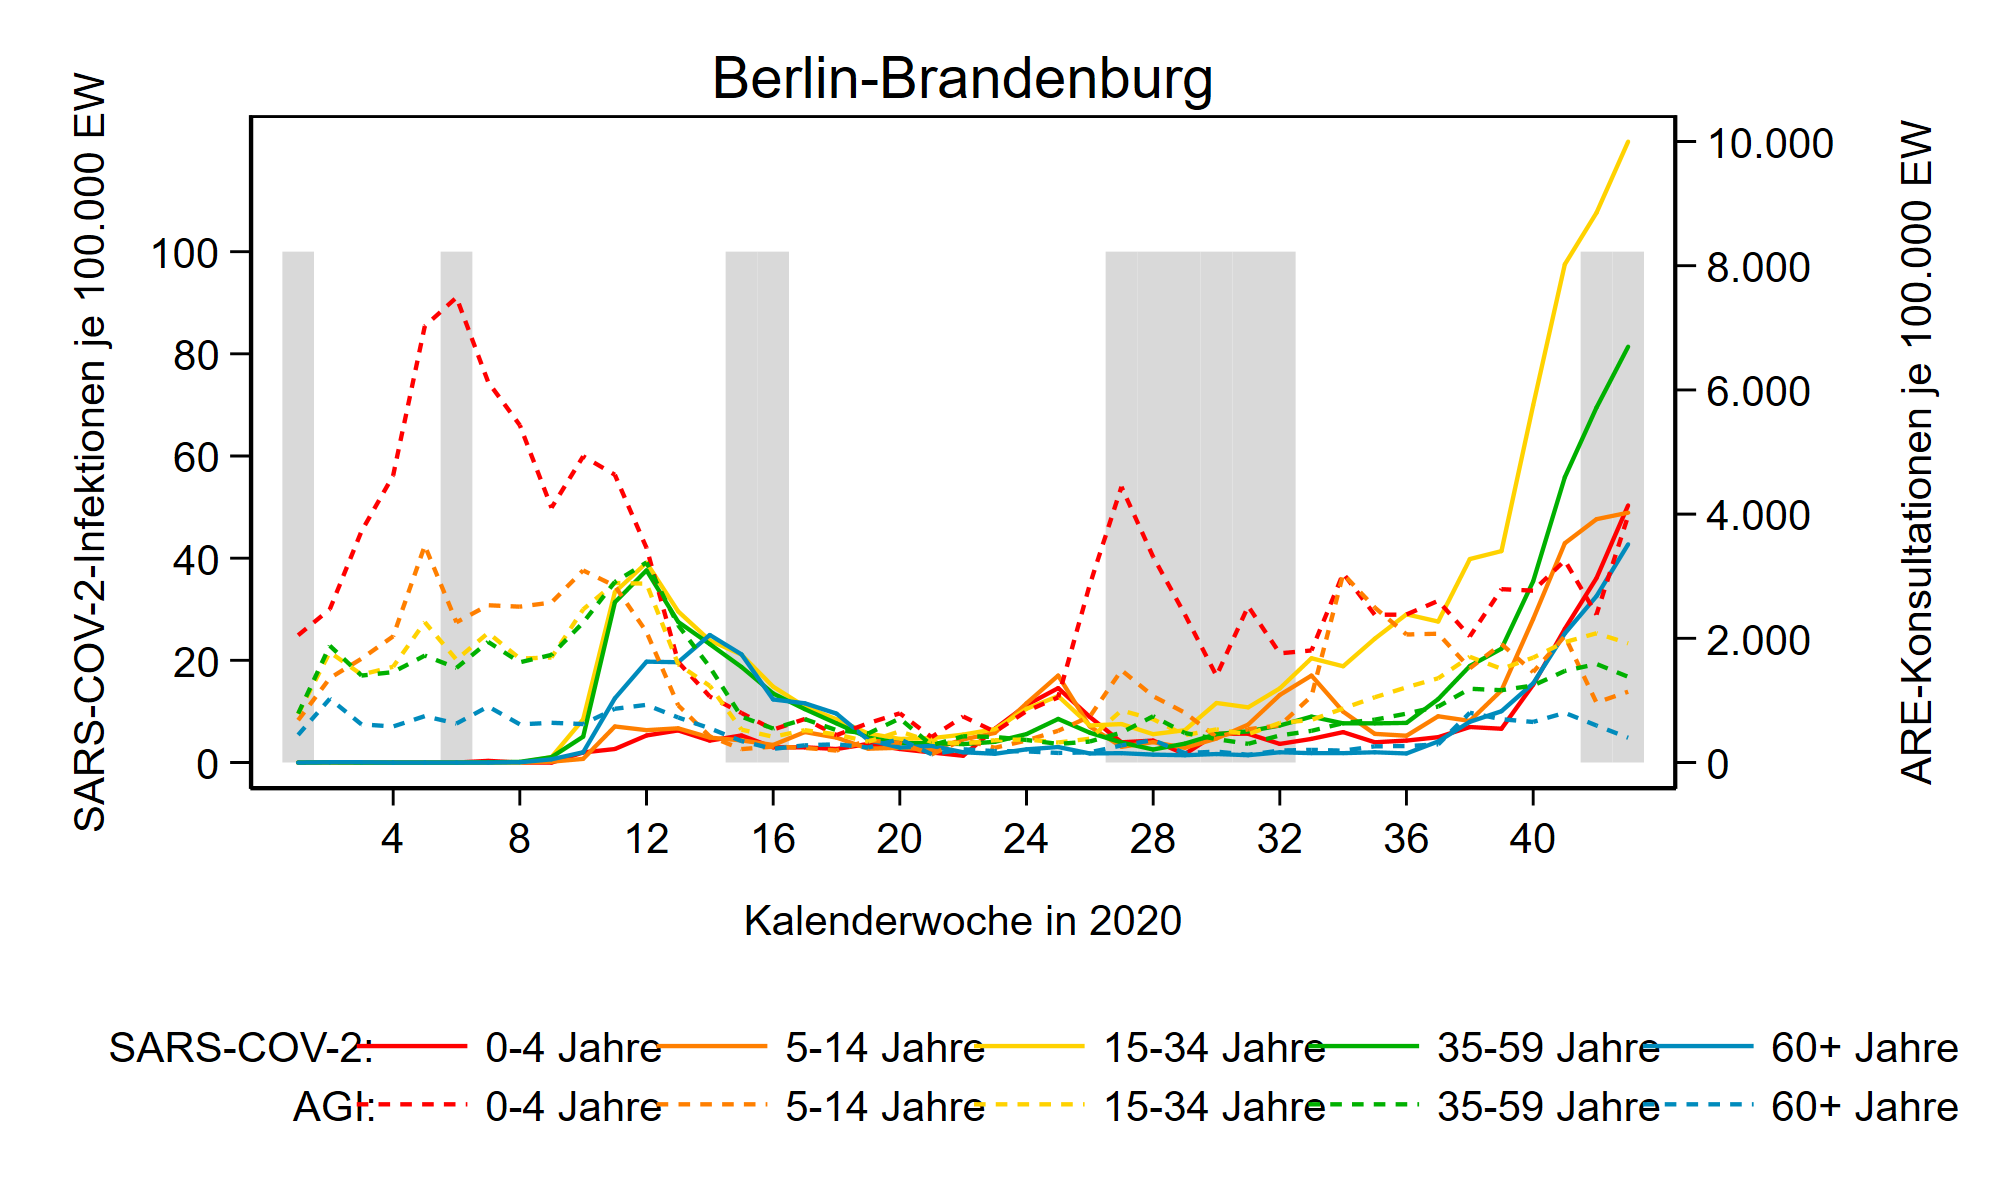 Berlin-Brandenburg
SARS-COV-2-Infektionen je 100.000 EW
100
80
60
40
20
0
10.000
8.000
6.000
4.000
2.000
0
ARE-Konsultationen je 100.000 EW
4 8 12 16 20 24 28 32 36 40
Kalenderwoche in 2020
SARS-COV-2: 0-4 Jahre 5-14 Jahre 15-34 Jahre 35-59 Jahre 60+ Jahre
AGI: 0-4 Jahre 5-14 Jahre 15-34 Jahre 35-59 Jahre 60+ Jahre